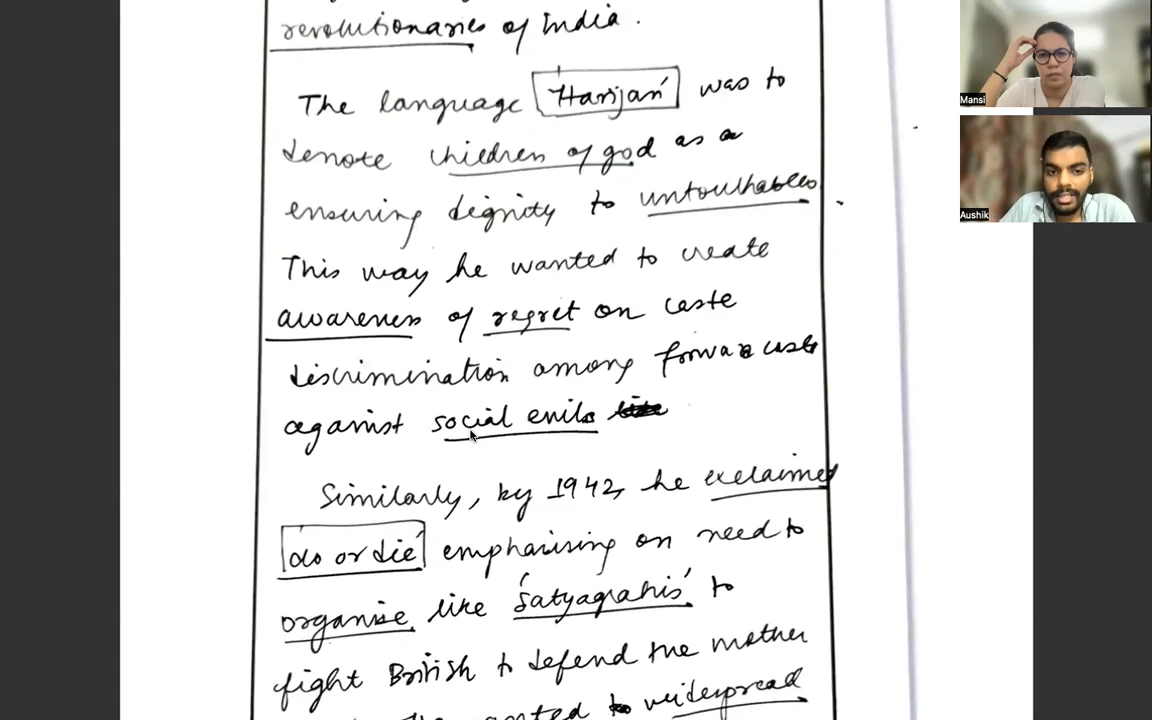 revolutionaries of India.
The language 'Harijan' was to
denote children of god as a
ensuring dignity to untouchables.
This way he wanted to create
awareness of regret on caste
discrimination among forward caste
against social evils
Similarly, by 1942, he exclaimed
'do or die' emphasising on need to
organise like 'Satyagrahis' to
fight British to defend the mother
to widespread
Mansi
Aushik